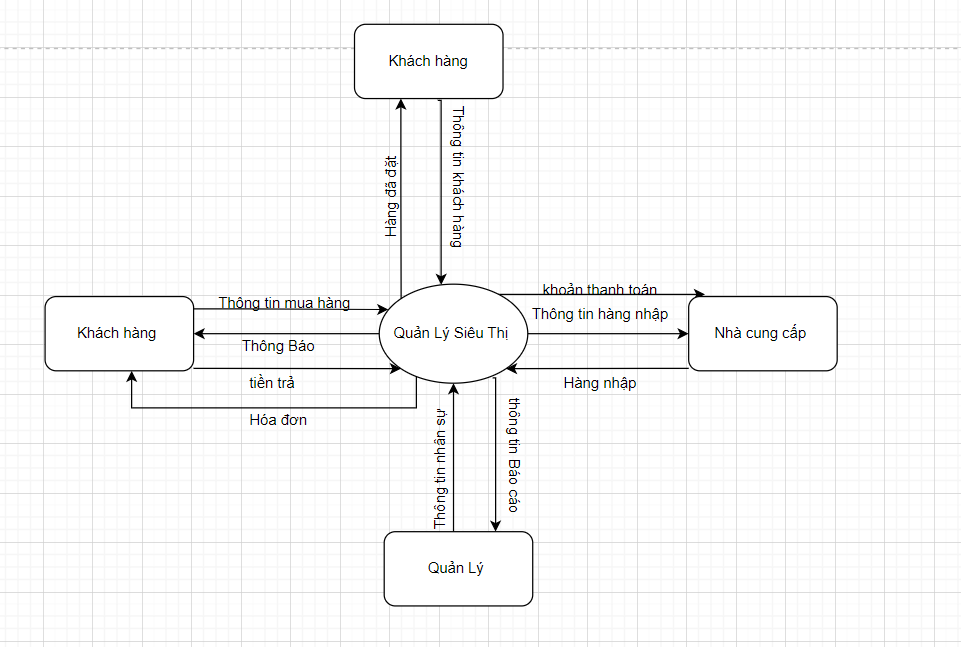 Khách hàng
Hàng đã đặt
Thông tin khách hàng
khoản thanh toán
Thông tin mua hàng
Thông tin hàng nhập
Khách hàng
Quản Lý Siêu Thị
Nhà cung cấp
Thông Báo
tiền trả
Hàng nhập
Hóa đơn
Thông tin nhân sự
thông tin Báo cáo
Quản Lý